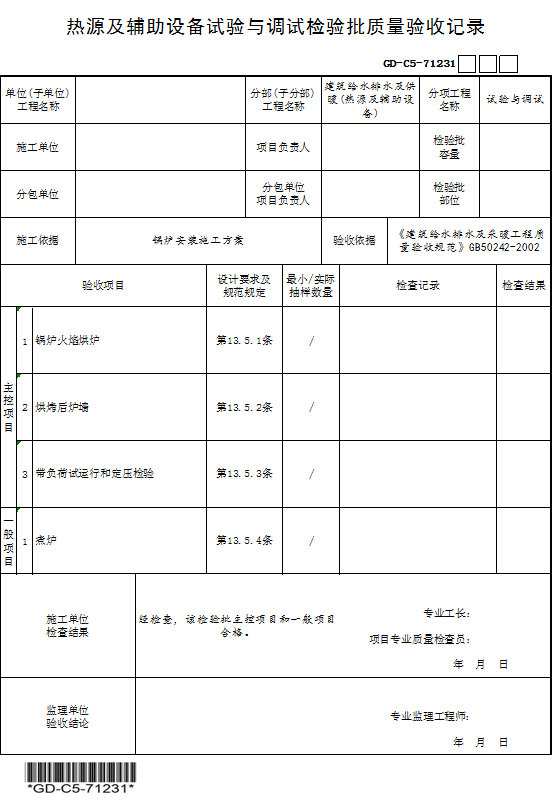 热源及辅助设备试验与调试检验批质量验收记录
GD-C5-71231
单位(子单位)
工程名称
分部(子分部)
工程名称
建筑给水排水及供
暖(热源及辅助设
备)
分项工程
名称
试验与调试
施工单位
项目负责人
检验批
容量
分包单位
分包单位
项目负责人
检验批
部位
施工依据
锅炉安装施工方案
验收依据
《建筑给水排水及采暖工程质
量验收规范》GB50242-2002
验收项目
设计要求及
规范规定
最小/实际
抽样数量
检查记录
检查结果
主控项目
1 锅炉火焰烘炉 第13.5.1条 /
2 烘烤后炉墙 第13.5.2条 /
3 带负荷试运行和定压检验 第13.5.3条 /
一般项目
1 煮炉 第13.5.4条 /
施工单位
检查结果
经检查，该检验批主控项目和一般项目
合格。
专业工长：
项目专业质量检查员：
年 月 日
监理单位
验收结论
专业监理工程师：
年 月 日
*GD-C5-71231*